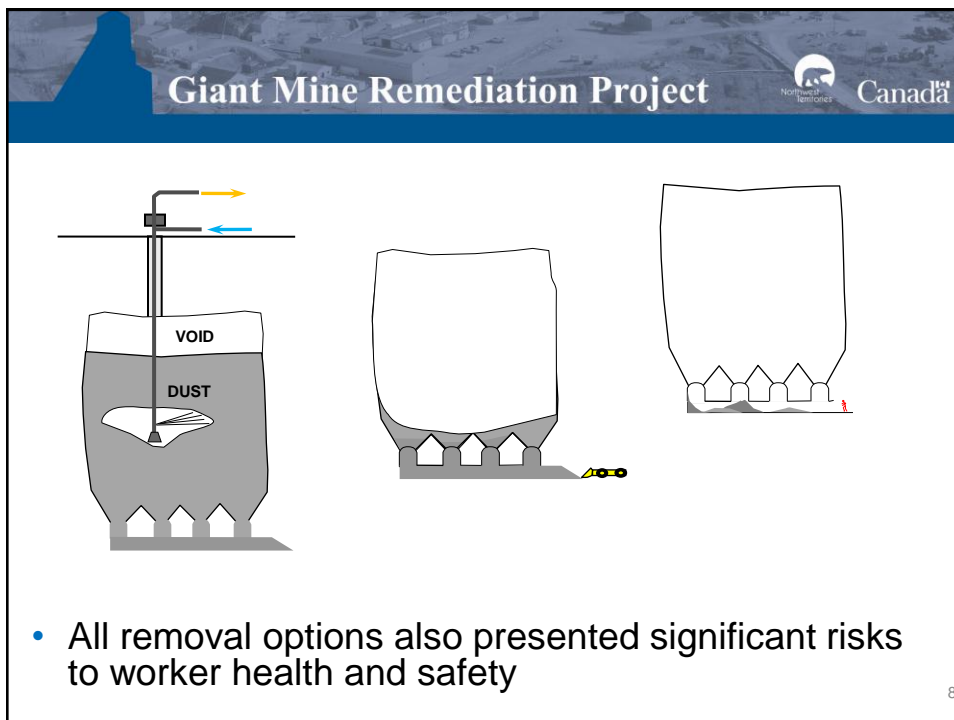 Giant Mine Remediation Project
Northwest
Territories
Canada
VOID
DUST
• All removal options also presented significant risks
to worker health and safety
8